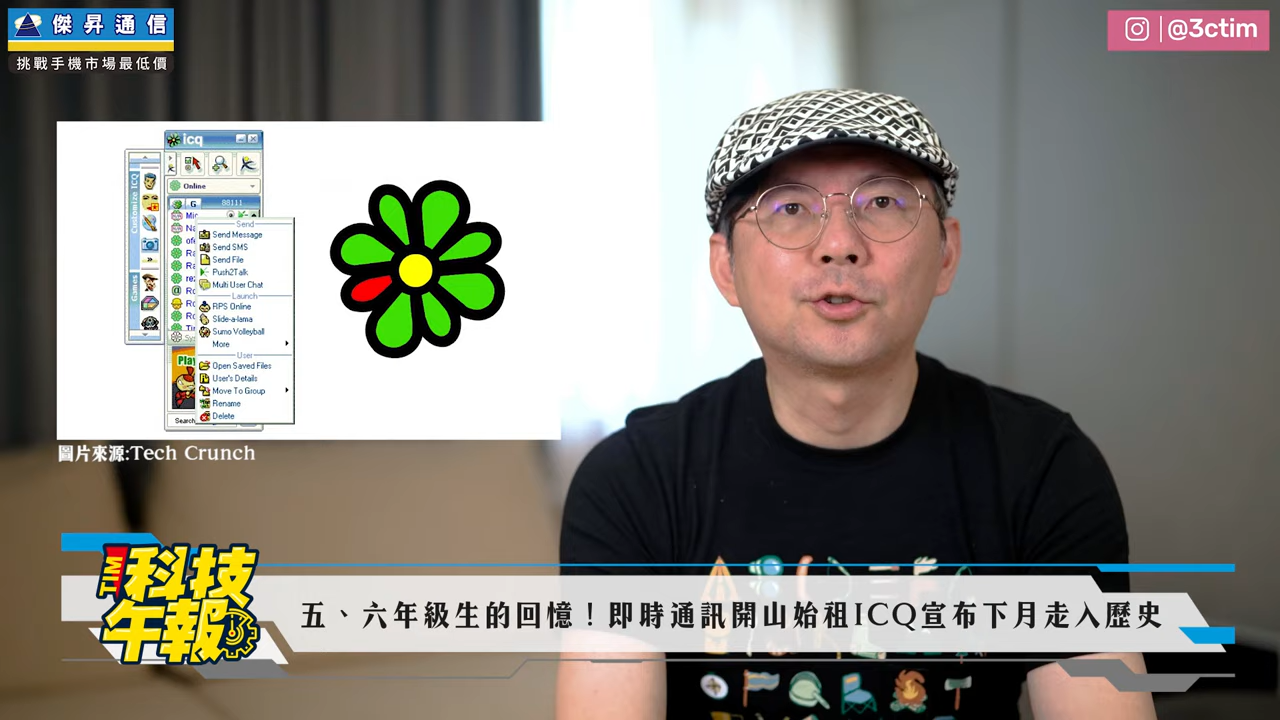 傑昇通信
挑戰手機市場最低價
@3ctim
icq
Customize ICQ
Games
Online
88111
Send
Send Message
Send SMS
Send File
Push2Talk
Multi User Chat
Launch
RPS Online
Slide-a-lama
Sumo Volleyball
More
User
Open Saved Files
User's Details
Move To Group
Rename
Delete
Play
Search
圖片來源:Tech Crunch
TIM
科技
午報
五、六年級生的回憶！即時通訊開山始祖ICQ宣布下月走入歷史